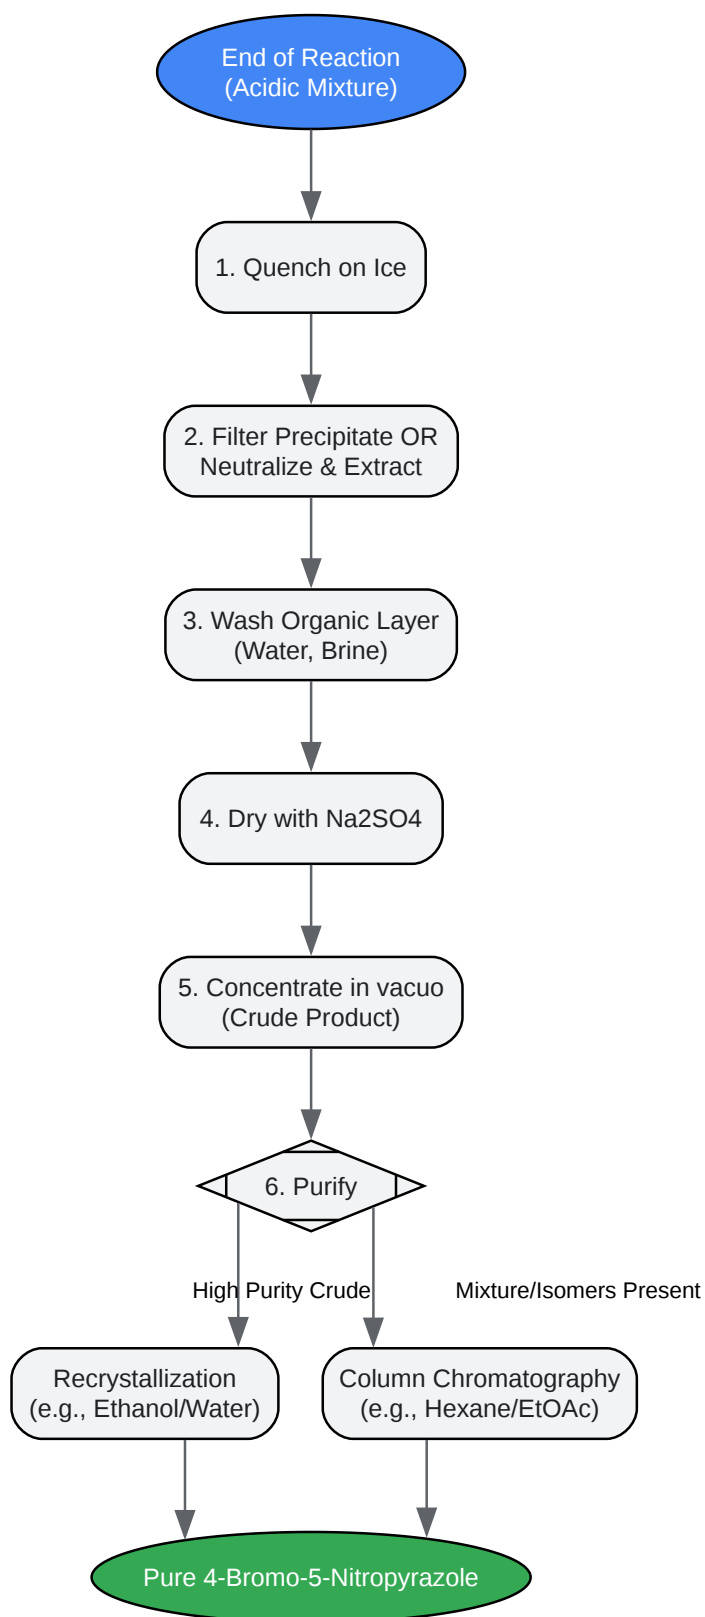 End of Reaction
(Acidic Mixture)
1. Quench on Ice
2. Filter Precipitate OR
Neutralize & Extract
3. Wash Organic Layer
(Water, Brine)
4. Dry with Na2SO4
5. Concentrate in vacuo
(Crude Product)
6. Purify
High Purity Crude
Mixture/Isomers Present
Recrystallization
(e.g., Ethanol/Water)
Column Chromatography
(e.g., Hexane/EtOAc)
Pure 4-Bromo-5-Nitropyrazole